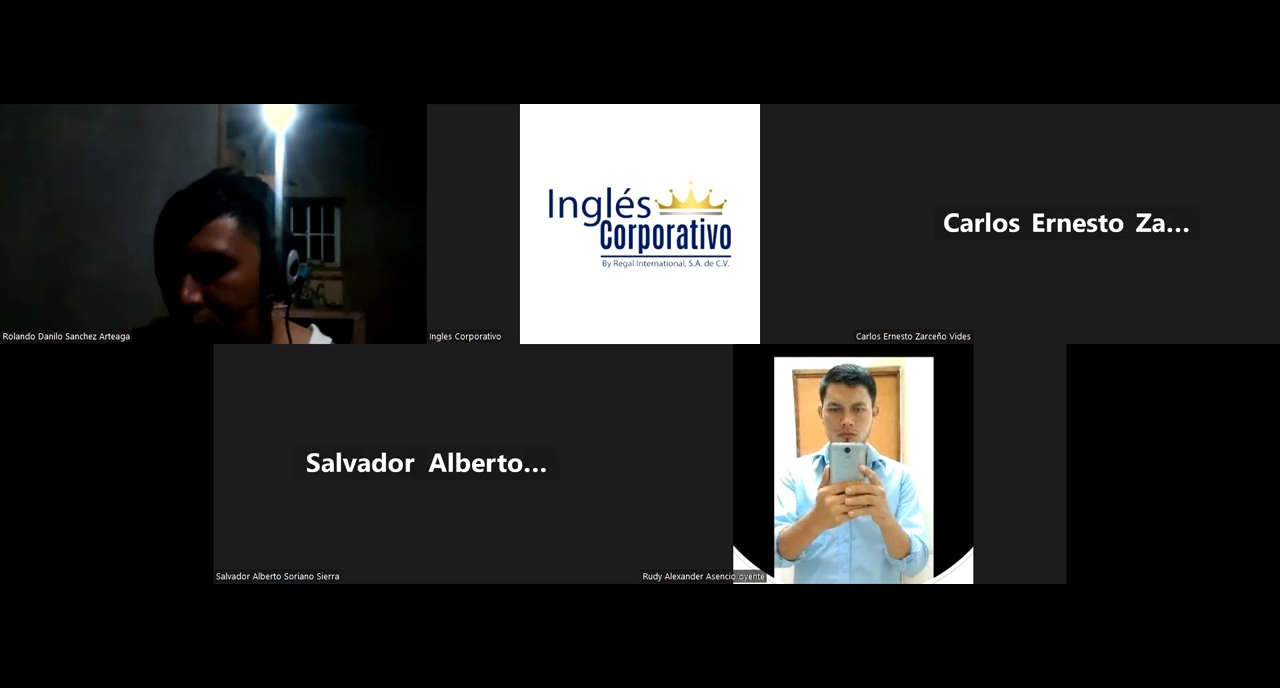 Inglés
Corporativo
By Regal International, S.A. de C.V.
Carlos Ernesto Za...
Rolando Danilo Sanchez Arteaga
Ingles Corporativo
Carlos Ernesto Zarceño Vides
Salvador Alberto...
Salvador Alberto Soriano Sierra
Rudy Alexander Asencio oyente